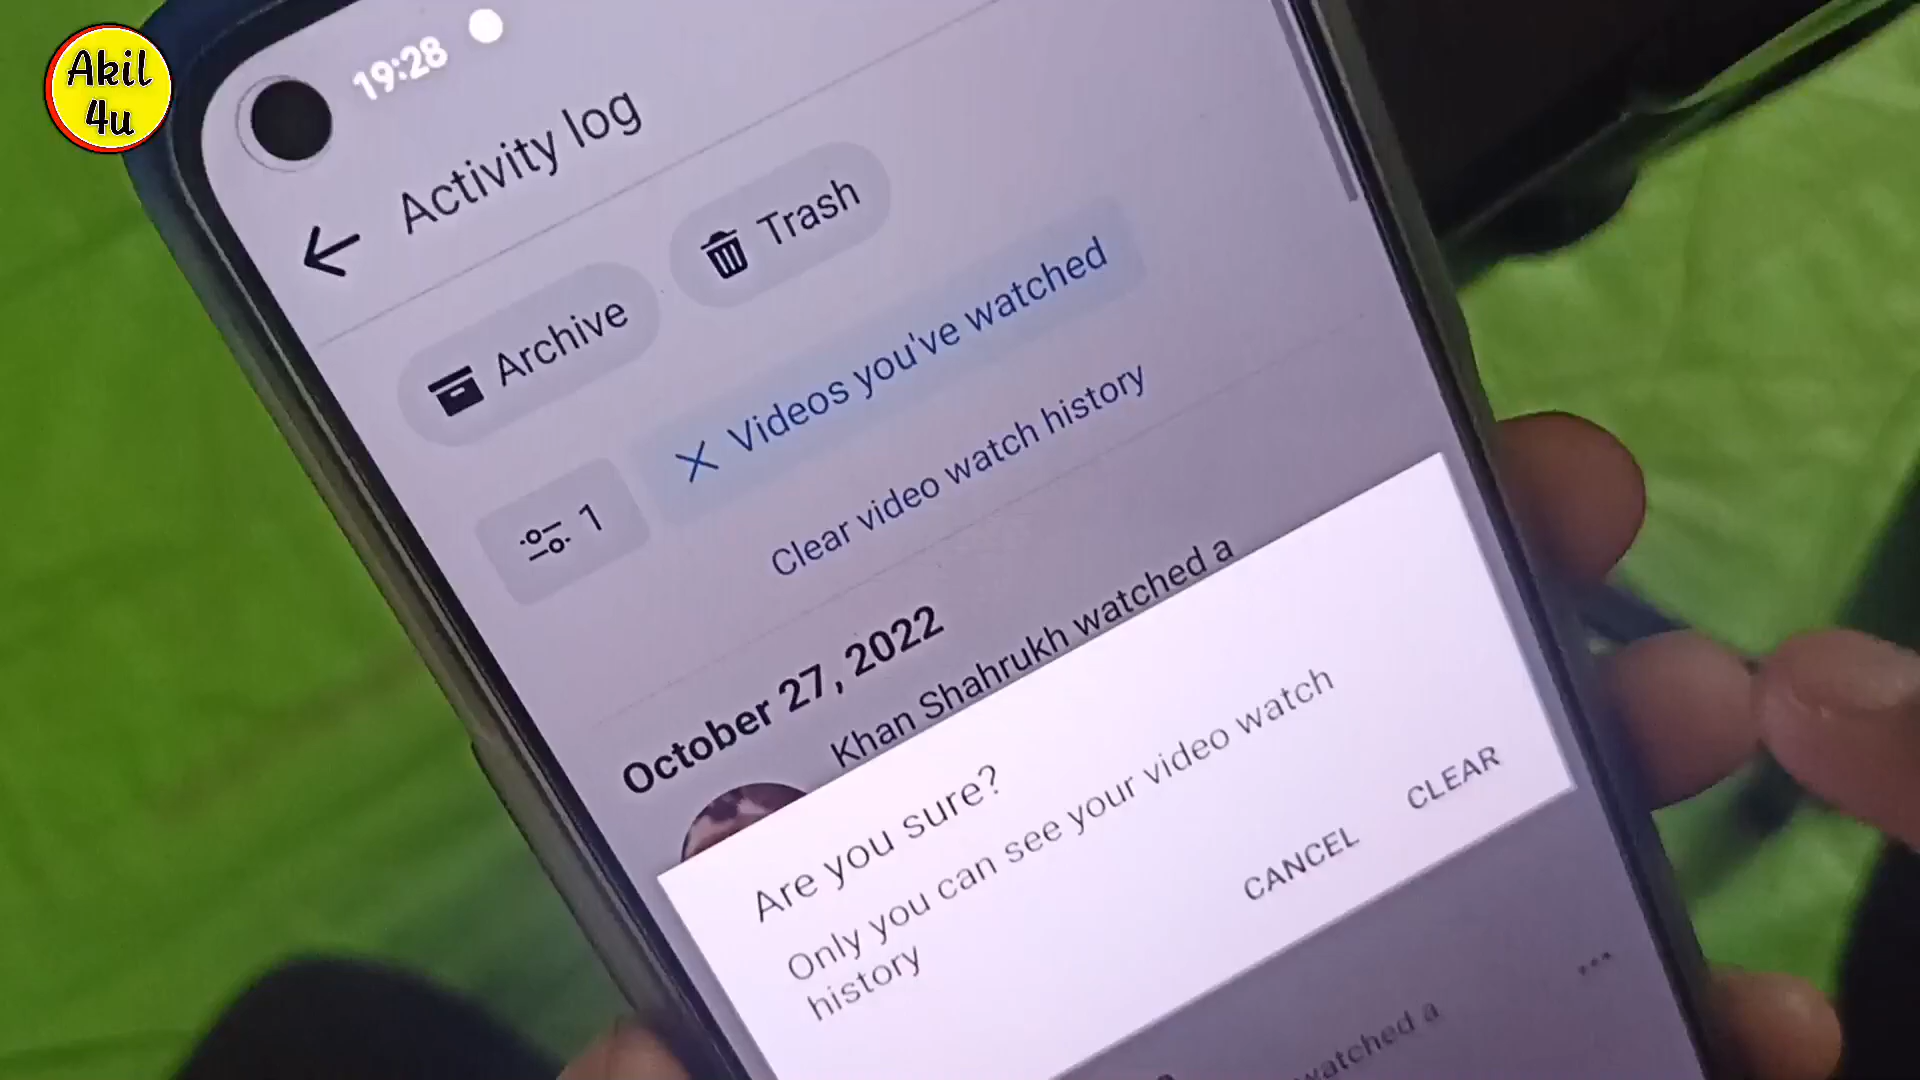 Akil
4u
19:28
Activity log
Archive
Trash
1
Videos you've watched
Clear video watch history
October 27, 2022
Khan Shahrukh watched a
Are you sure?
Only you can see your video watch
history
CANCEL
CLEAR
watched a